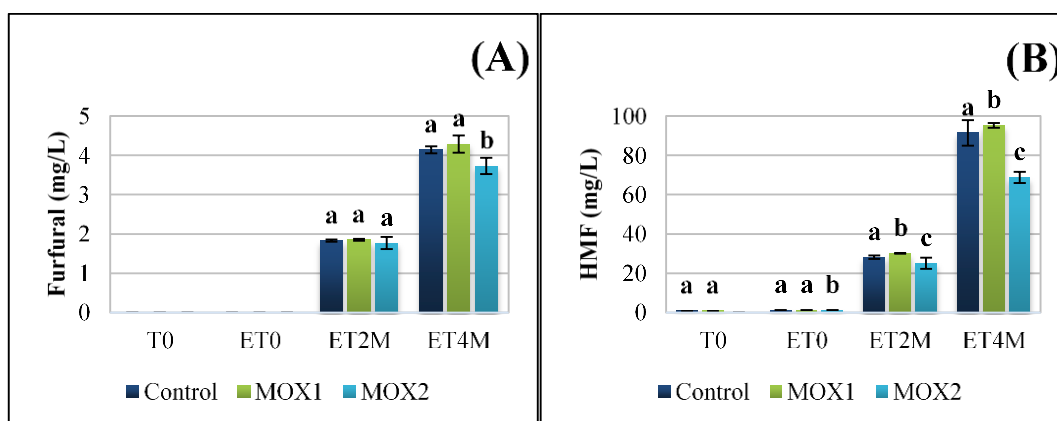 (A)
Furfural (mg/L)
5
4
3
2
1
0
a a a
a a b
T0 ET0 ET2M ET4M
Control MOX1 MOX2
(B)
HMF (mg/L)
100
80
60
40
20
0
a a
a a b
a b c
a b c
T0 ET0 ET2M ET4M
Control MOX1 MOX2